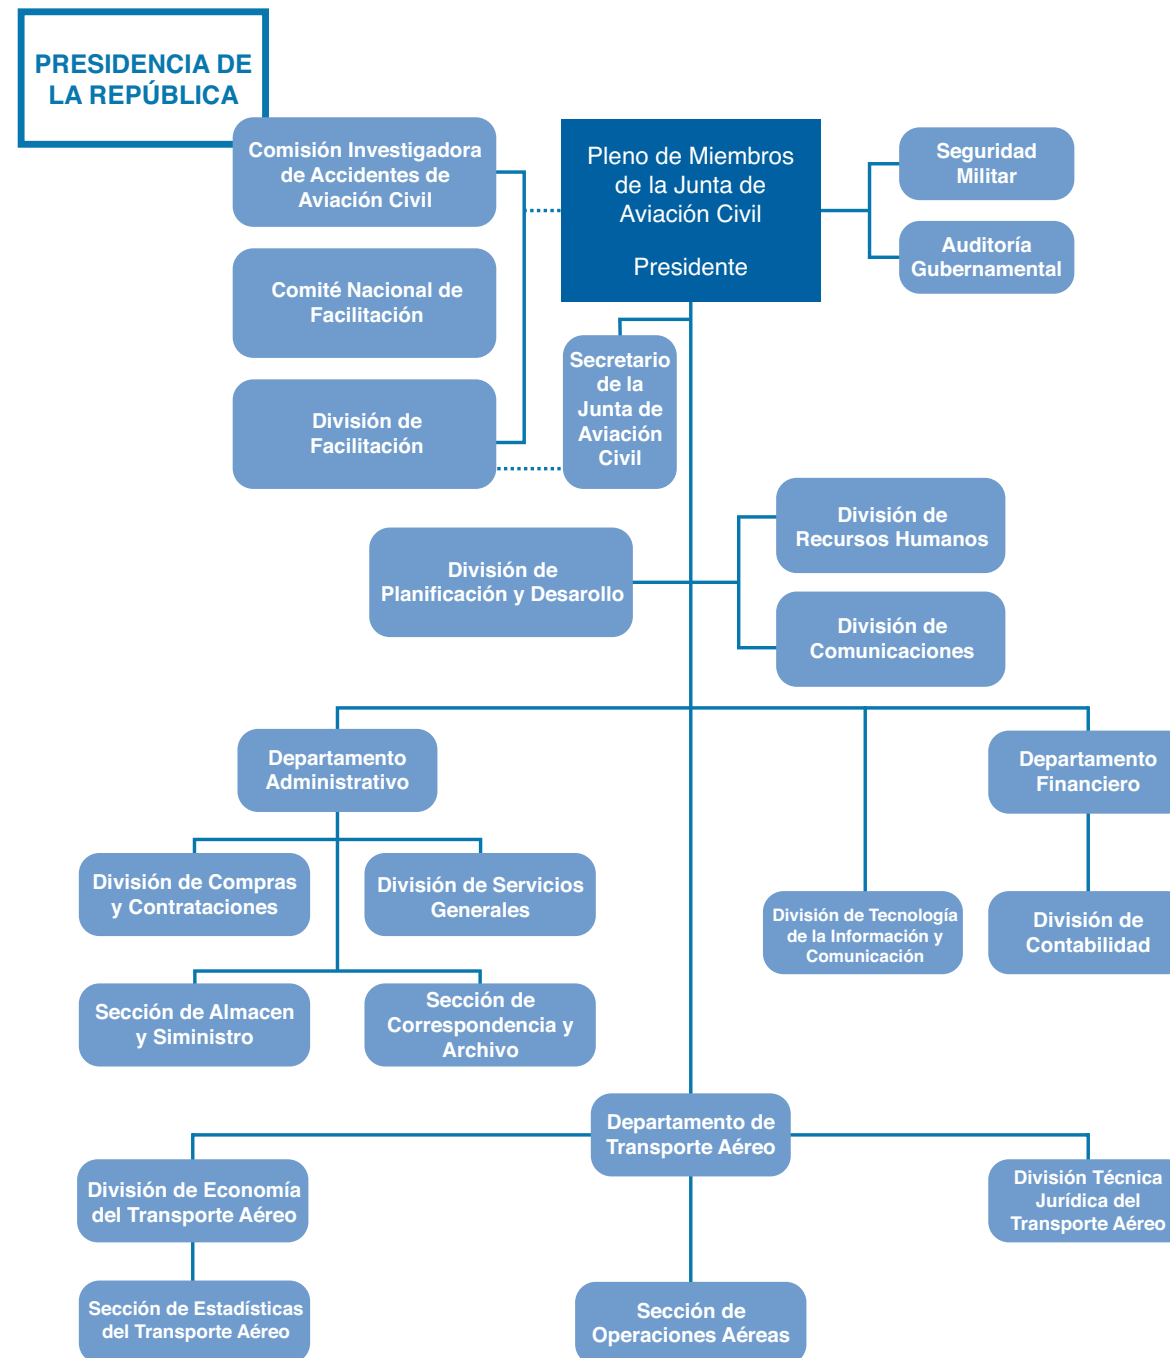 PRESIDENCIA DE
LA REPÚBLICA
Comisión Investigadora
de Accidentes de
Aviación Civil
Pleno de Miembros
de la Junta de
Aviación Civil
Presidente
Seguridad
Militar
Auditoría
Gubernamental
Comité Nacional de
Facilitación
División de
Facilitación
Secretario
de la
Junta de
Aviación
Civil
División de
Recursos Humanos
División de
Planificación y Desarollo
División de
Comunicaciones
Departamento
Administrativo
Departamento
Financiero
División de Compras
y Contrataciones
División de Servicios
Generales
División de Tecnología
de la Información y
Comunicación
División de
Contabilidad
Sección de Almacen
y Siministro
Sección de
Correspondencia y
Archivo
Departamento de
Transporte Aéreo
División de Economía
del Transporte Aéreo
División Técnica
Jurídica del
Transporte Aéreo
Sección de Estadísticas
del Transporte Aéreo
Sección de
Operaciones Aéreas